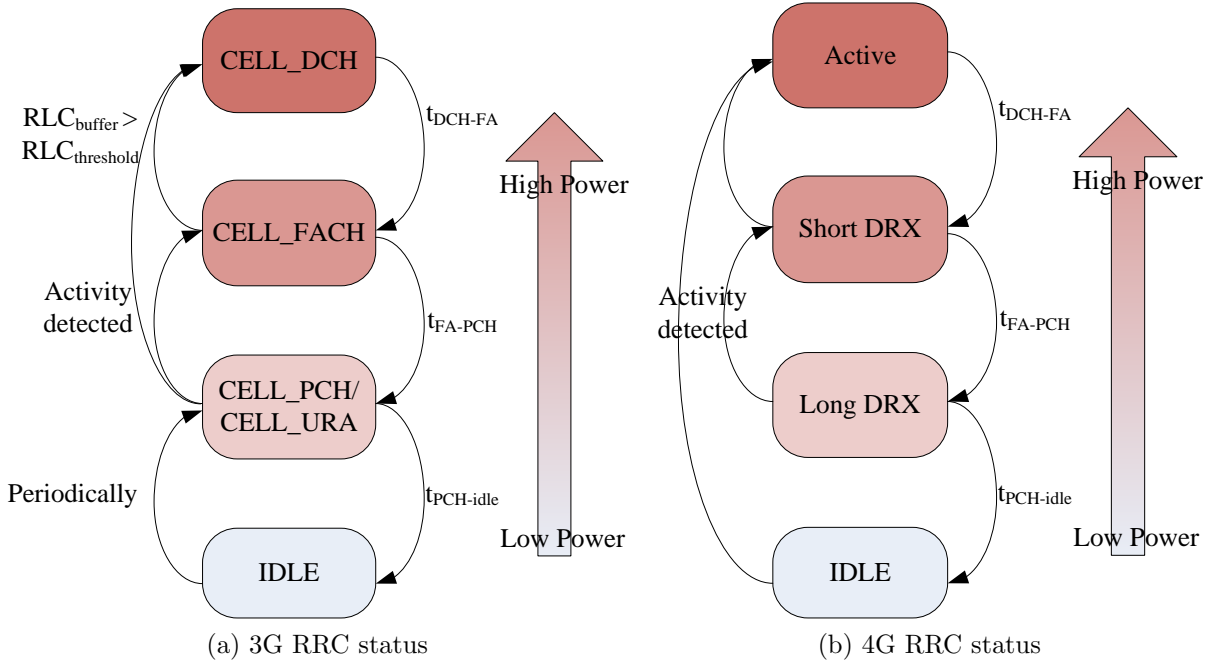 CELL_DCH
RLCbuffer >
RLCthreshold
tDCH-FA
High Power
CELL_FACH
Activity
detected
tFA-PCH
CELL_PCH/
CELL_URA
Periodically
tPCH-idle
Low Power
IDLE
(a) 3G RRC status
Active
tDCH-FA
High Power
Short DRX
Activity
detected
tFA-PCH
Long DRX
tPCH-idle
Low Power
IDLE
(b) 4G RRC status